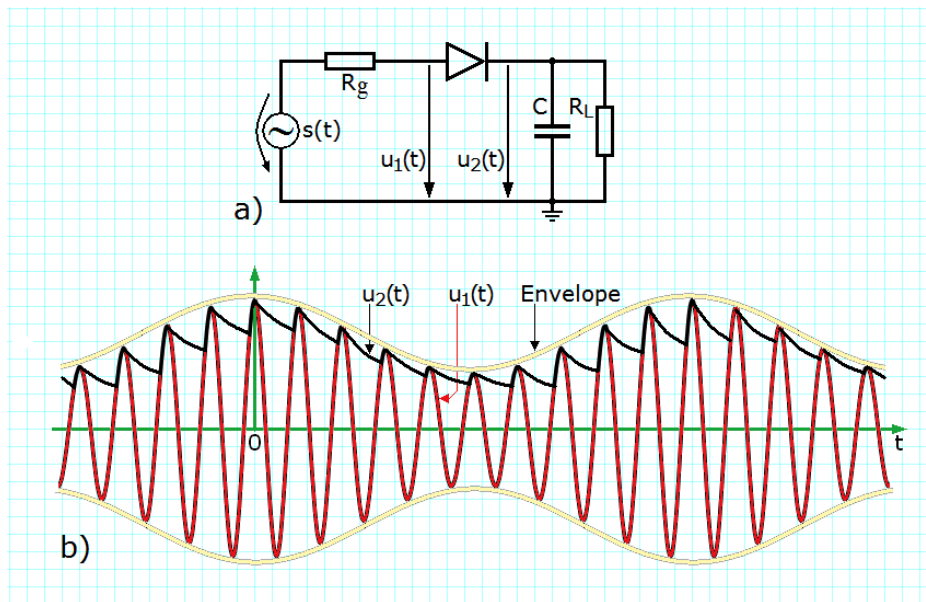 Rg
s(t)
u1(t)
u2(t)
C
RL
a)
u2(t)
u1(t)
Envelope
0
t
b)